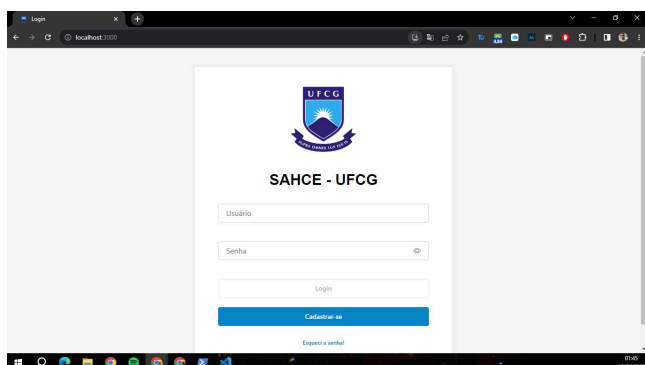 Login
localhost:3000
UFCG
SAHCE - UFCG
Usuário
Senha
Login
Cadastrar-se
Esqueci a senha!
01:45